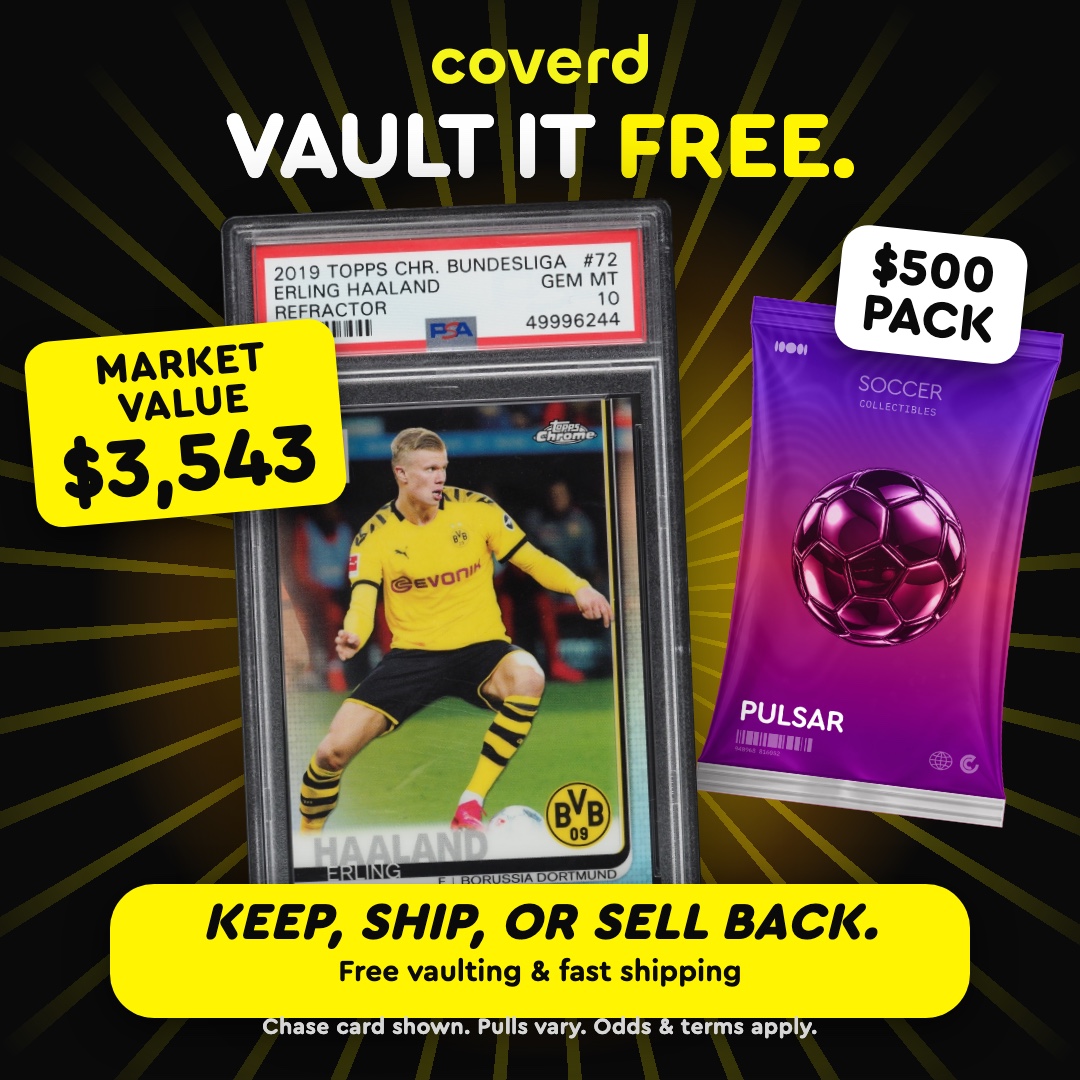 coverd
VAULT IT FREE.
2019 TOPPS CHR. BUNDESLIGA #72
ERLING HAALAND GEM MT
REFRACTOR 10
PSA 49996244
MARKET
VALUE
$3,543
$500
PACK
SOCCER
COLLECTIBLES
TOPPS
Chrome
BVB
09
EVONIK
PULSAR
BVB
09
HAALAND
ERLING
F | BORUSSIA DORTMUND
KEEP, SHIP, OR SELL BACK.
Free vaulting & fast shipping
Chase card shown. Pulls vary. Odds & terms apply.